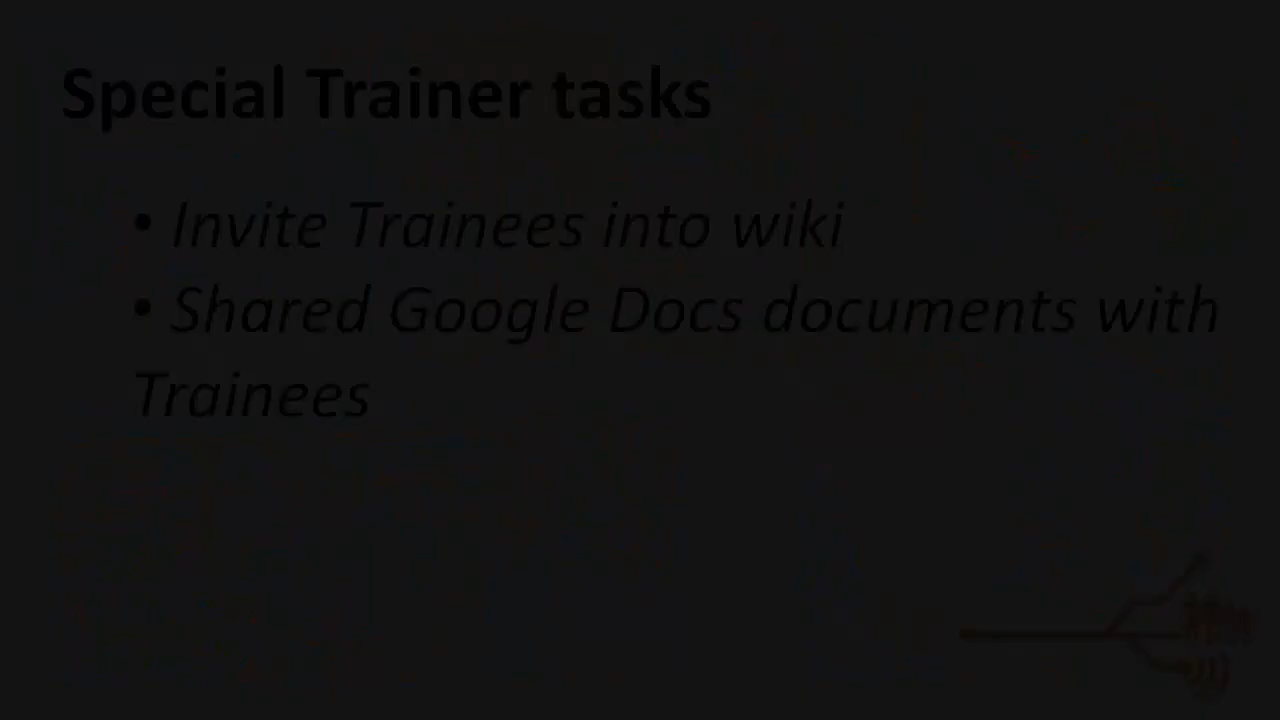 Special Trainer tasks
• Invite Trainees into wiki
• Shared Google Docs documents with
Trainees